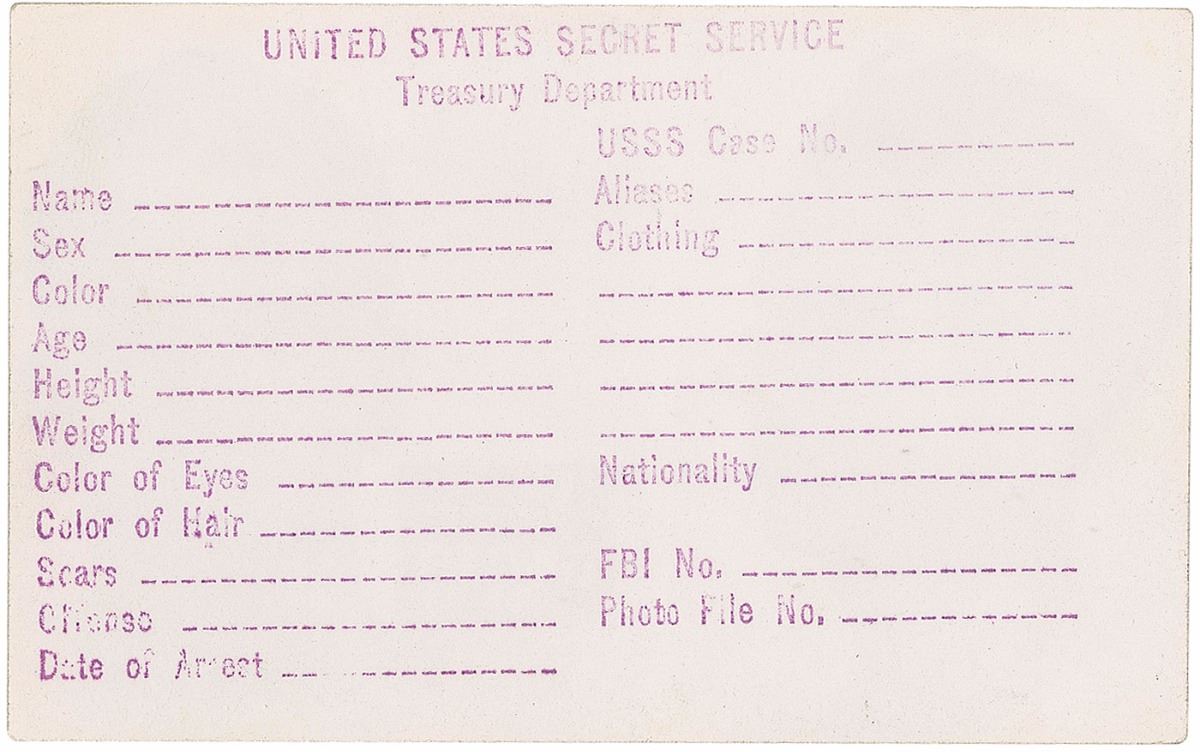 UNITED STATES SECRET SERVICE
Treasury Department
USSS Case No.
Name
Aliases
Sex
Clothing
Color
Age
Height
Weight
Color of Eyes
Nationality
Color of Hair
Scars
FBI No.
Offense
Photo File No.
Date of Arrest